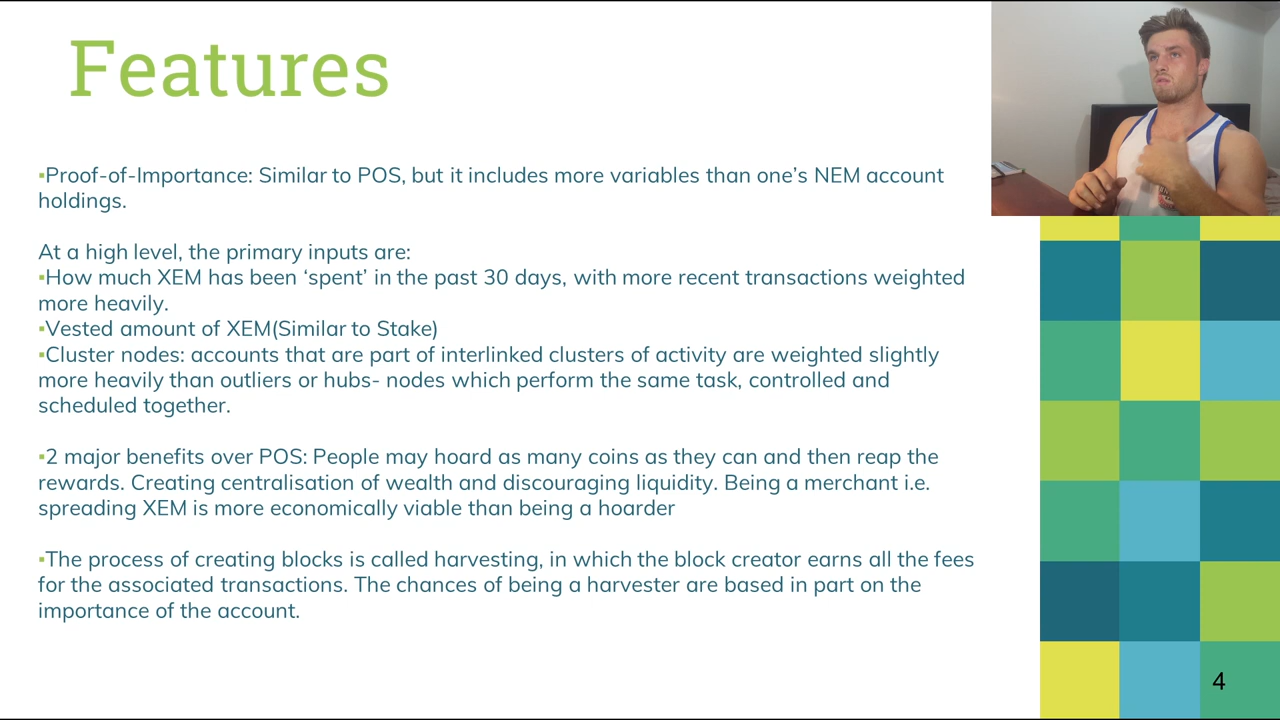 Features
▪Proof-of-Importance: Similar to POS, but it includes more variables than one’s NEM account
holdings.
At a high level, the primary inputs are:
▪How much XEM has been ‘spent’ in the past 30 days, with more recent transactions weighted
more heavily.
▪Vested amount of XEM(Similar to Stake)
▪Cluster nodes: accounts that are part of interlinked clusters of activity are weighted slightly
more heavily than outliers or hubs- nodes which perform the same task, controlled and
scheduled together.
▪2 major benefits over POS: People may hoard as many coins as they can and then reap the
rewards. Creating centralisation of wealth and discouraging liquidity. Being a merchant i.e.
spreading XEM is more economically viable than being a hoarder
▪The process of creating blocks is called harvesting, in which the block creator earns all the fees
for the associated transactions. The chances of being a harvester are based in part on the
importance of the account.
4